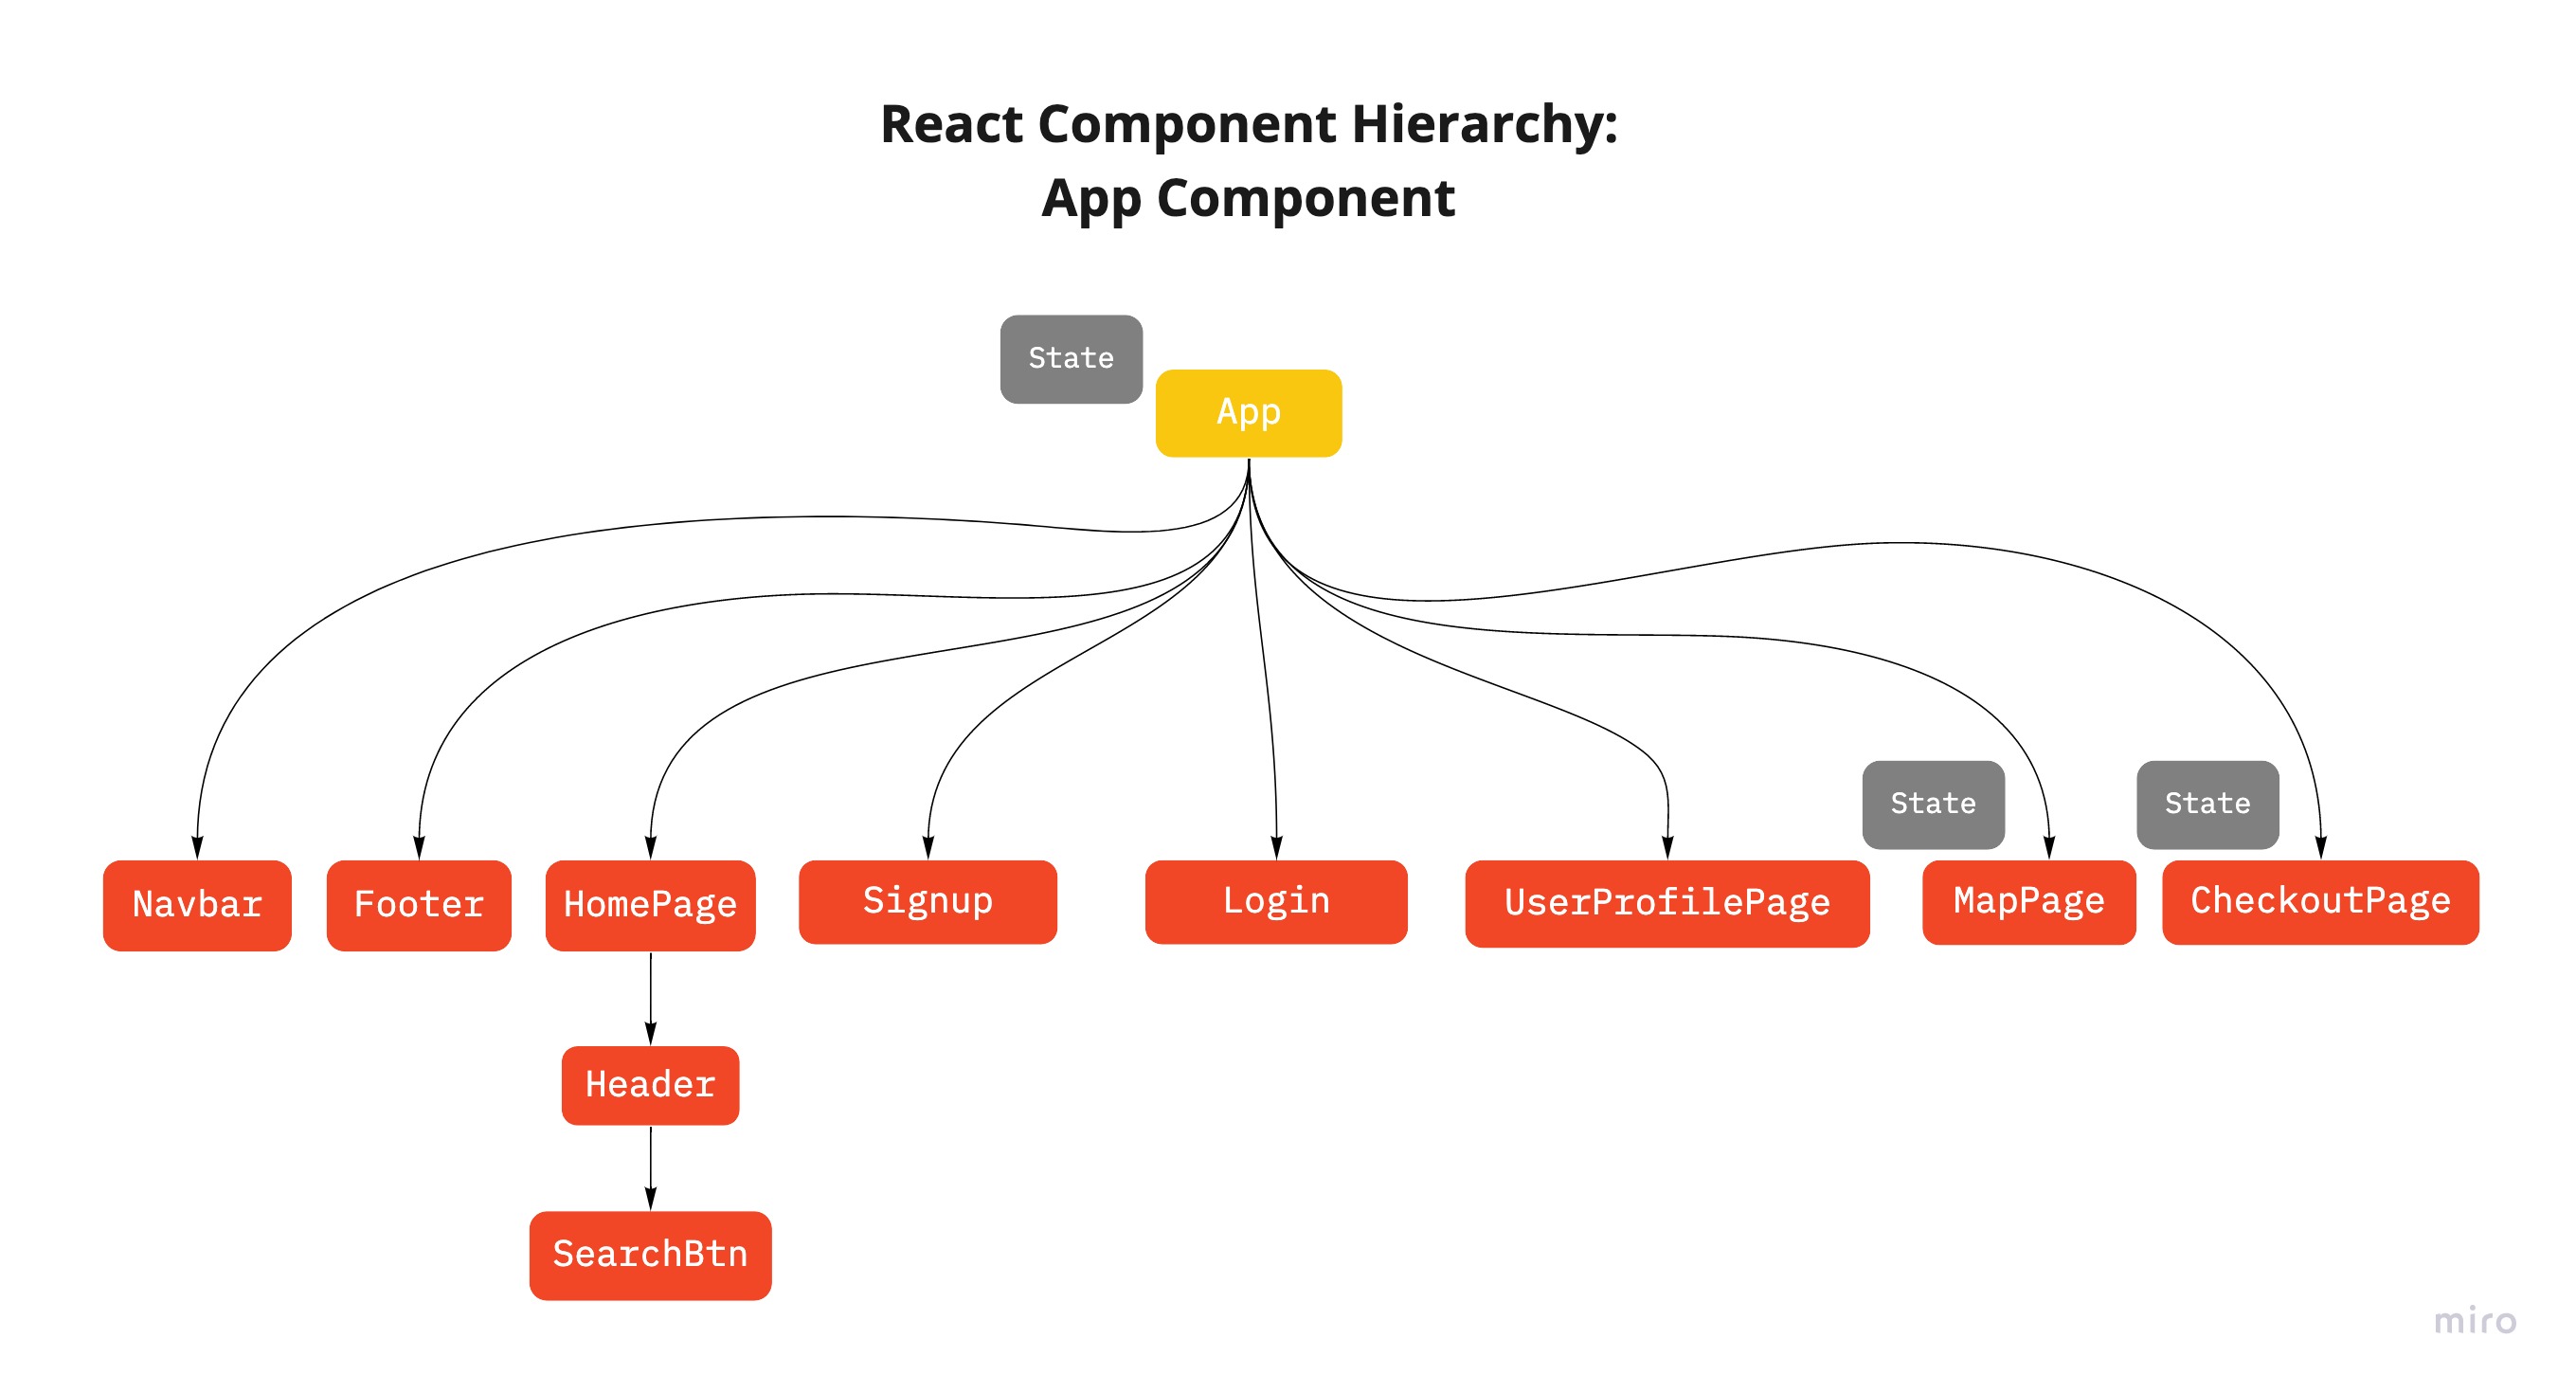 React Component Hierarchy:
App Component
State
App
State
State
Navbar
Footer
HomePage
Signup
Login
UserProfilePage
MapPage
CheckoutPage
Header
SearchBtn
miro